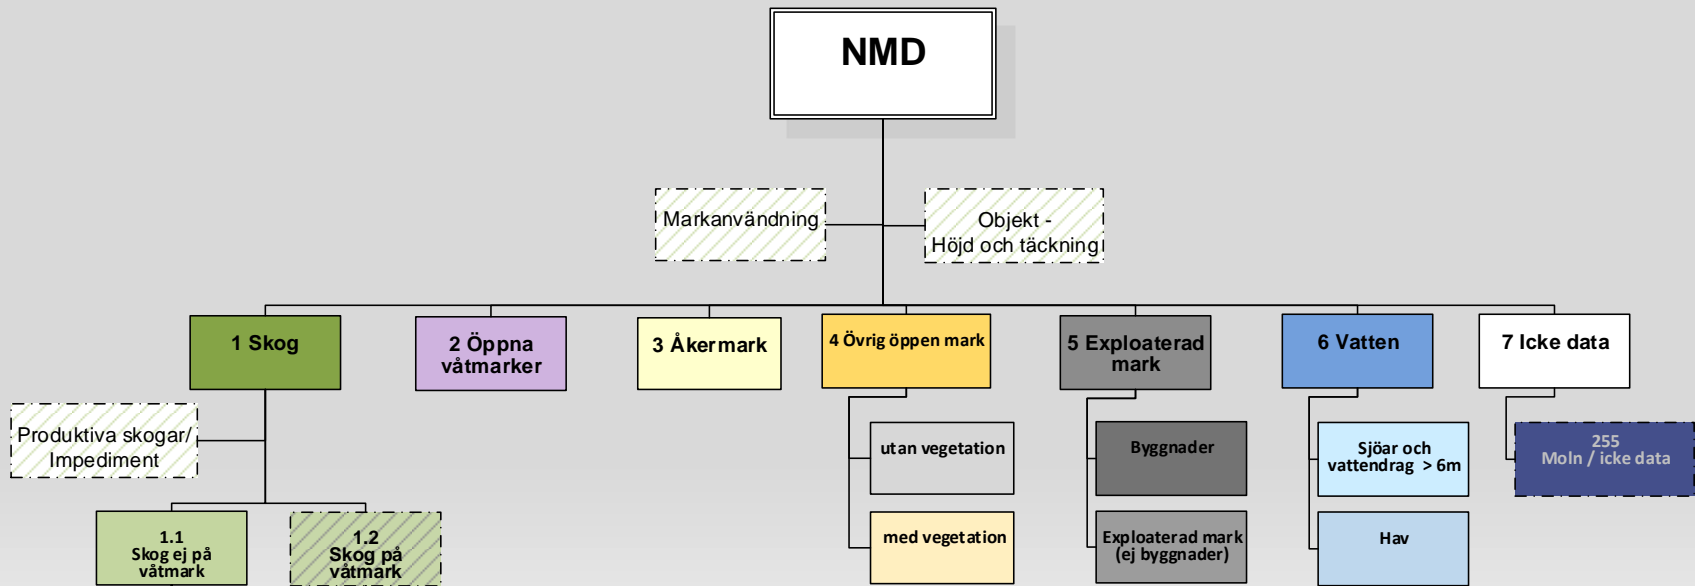 NMD
Markanvändning
Objekt -
Höjd och täckning
1 Skog
2 Öppna
våtmarker
3 Åkermark
4 Övrig öppen mark
5 Exploaterad
mark
6 Vatten
7 Icke data
Produktiva skogar/
Impediment
utan vegetation
Byggnader
Sjöar och
vattendrag > 6m
255
Moln / icke data
1.1
Skog ej på
våtmark
1.2
Skog på
våtmark
med vegetation
Exploaterad mark
(ej byggnader)
Hav